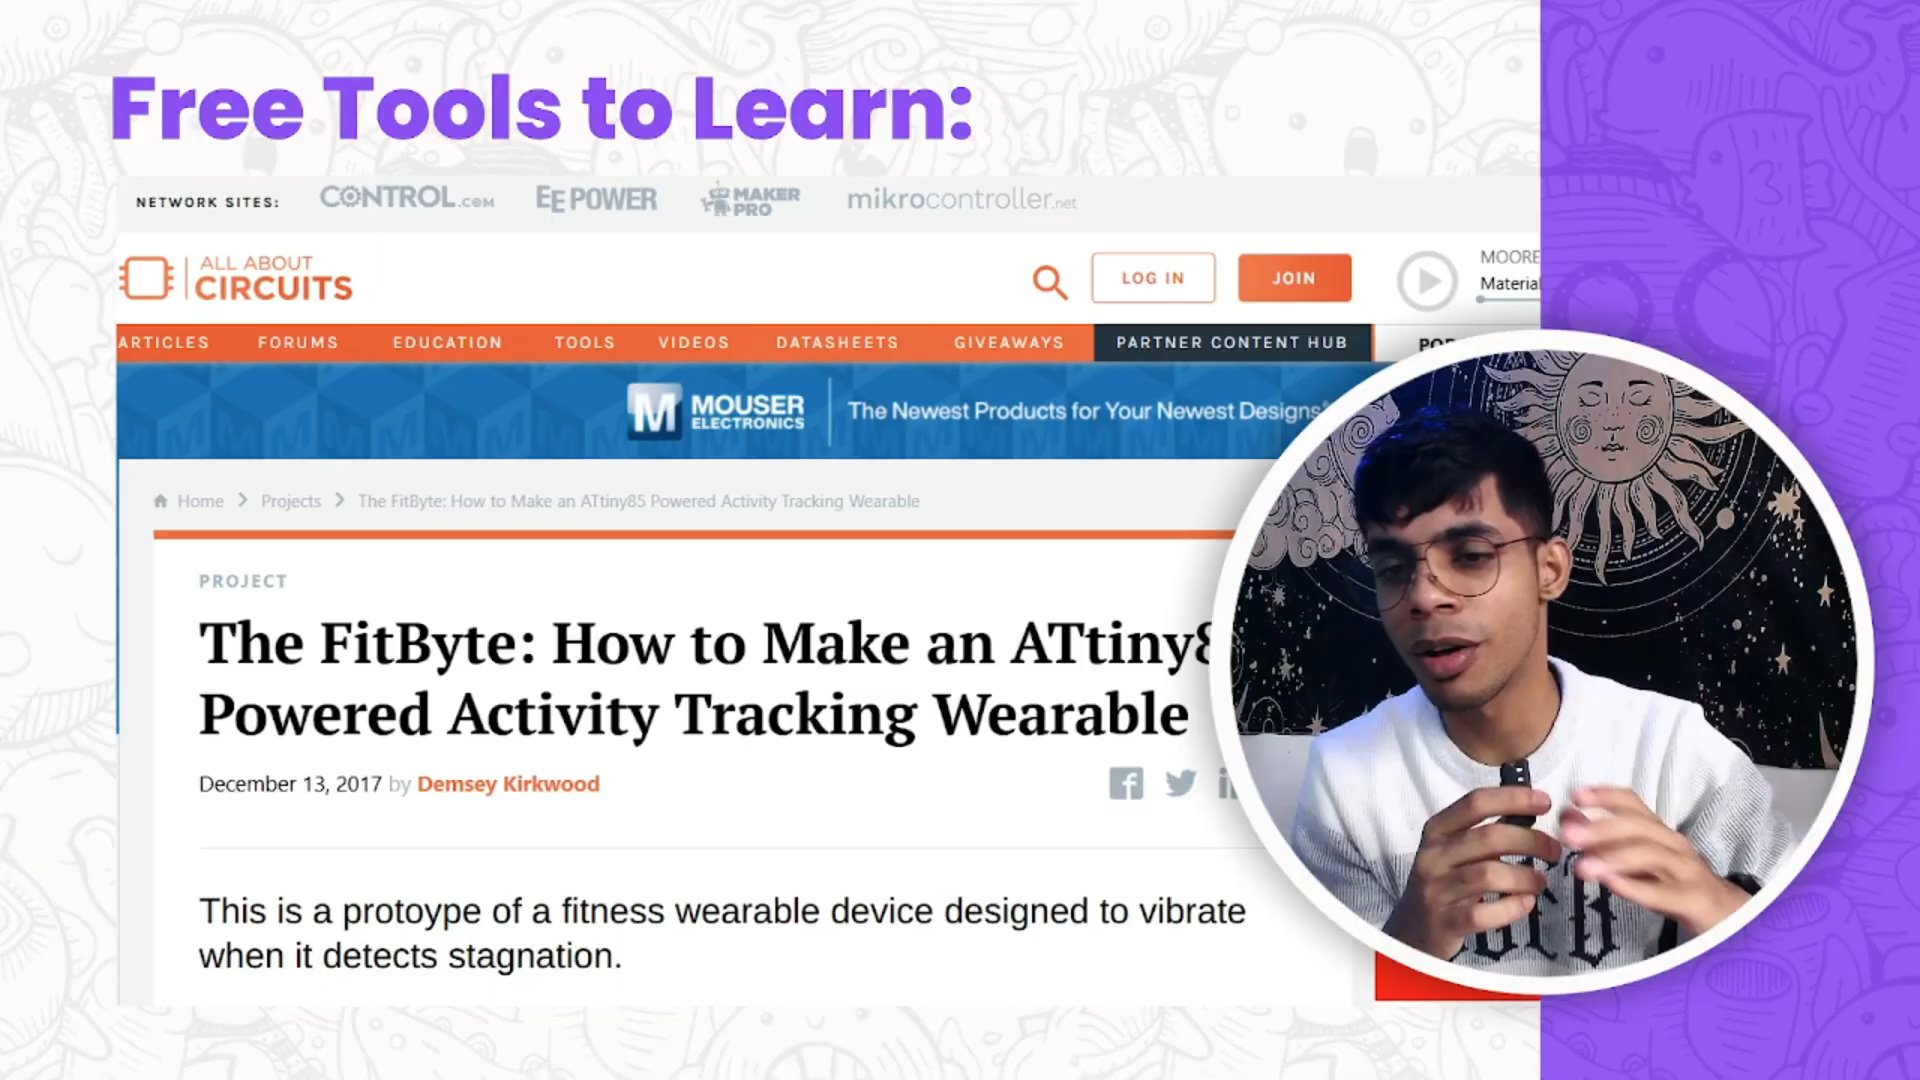 Free Tools to Learn:
NETWORK SITES: CONTROL.COM EE POWER MAKER PRO mikrocontroller.net
ALL ABOUT CIRCUITS
LOG IN JOIN
MOORE
Material
ARTICLES FORUMS EDUCATION TOOLS VIDEOS DATASHEETS GIVEAWAYS PARTNER CONTENT HUB
MOUSER ELECTRONICS The Newest Products for Your Newest Designs
Home > Projects > The FitByte: How to Make an ATtiny85 Powered Activity Tracking Wearable
PROJECT
The FitByte: How to Make an ATtiny8
Powered Activity Tracking Wearable
December 13, 2017 by Demsey Kirkwood
This is a protoype of a fitness wearable device designed to vibrate
when it detects stagnation.